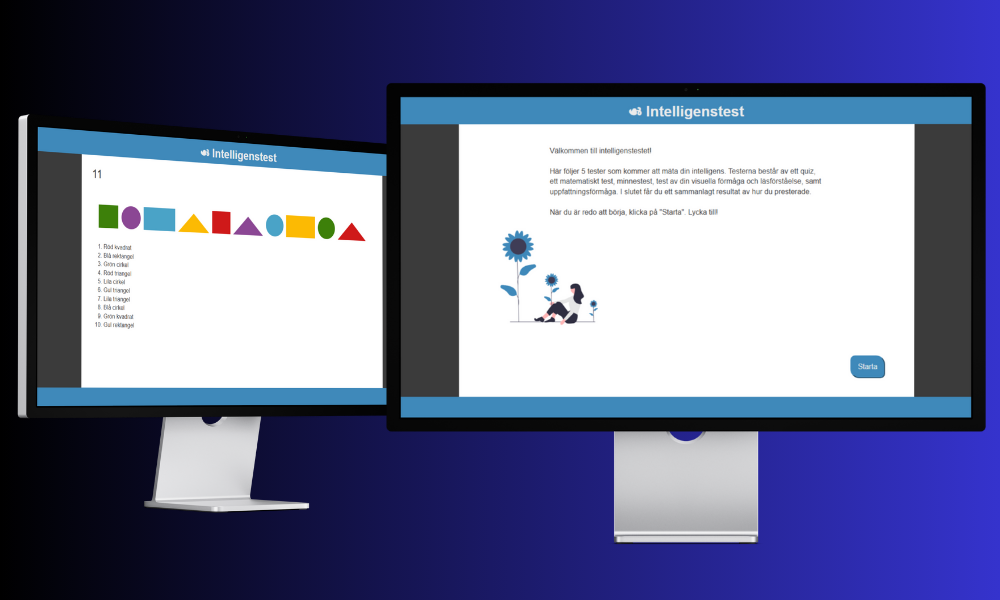 Intelligenstest
11
1. Röd kvadrat
2. Blå rektangel
3. Grön cirkel
4. Röd triangel
5. Lila cirkel
6. Gul triangel
7. Lila triangel
8. Blå cirkel
9. Grön kvadrat
10. Gul rektangel
Intelligenstest
Välkommen till intelligenstestet!
Här följer 5 tester som kommer att mäta din intelligens. Testerna består av ett quiz,
ett matematiskt test, minnestest, test av din visuella förmåga och läsförståelse, samt
uppfattningsförmåga. I slutet får du ett sammanlagt resultat av hur du presterade.
När du är redo att börja, klicka på "Starta". Lycka till!
Starta